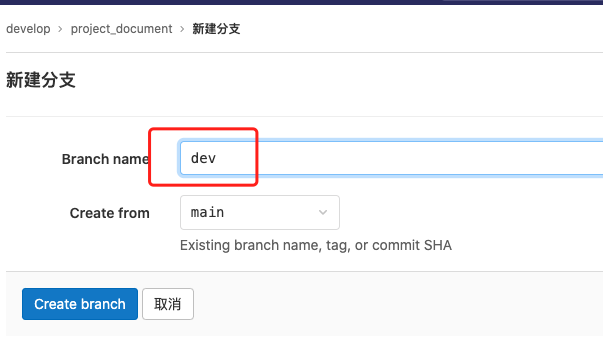 develop › project_document › 新建分支
新建分支
Branch name dev
Create from main
Existing branch name, tag, or commit SHA
Create branch 取消